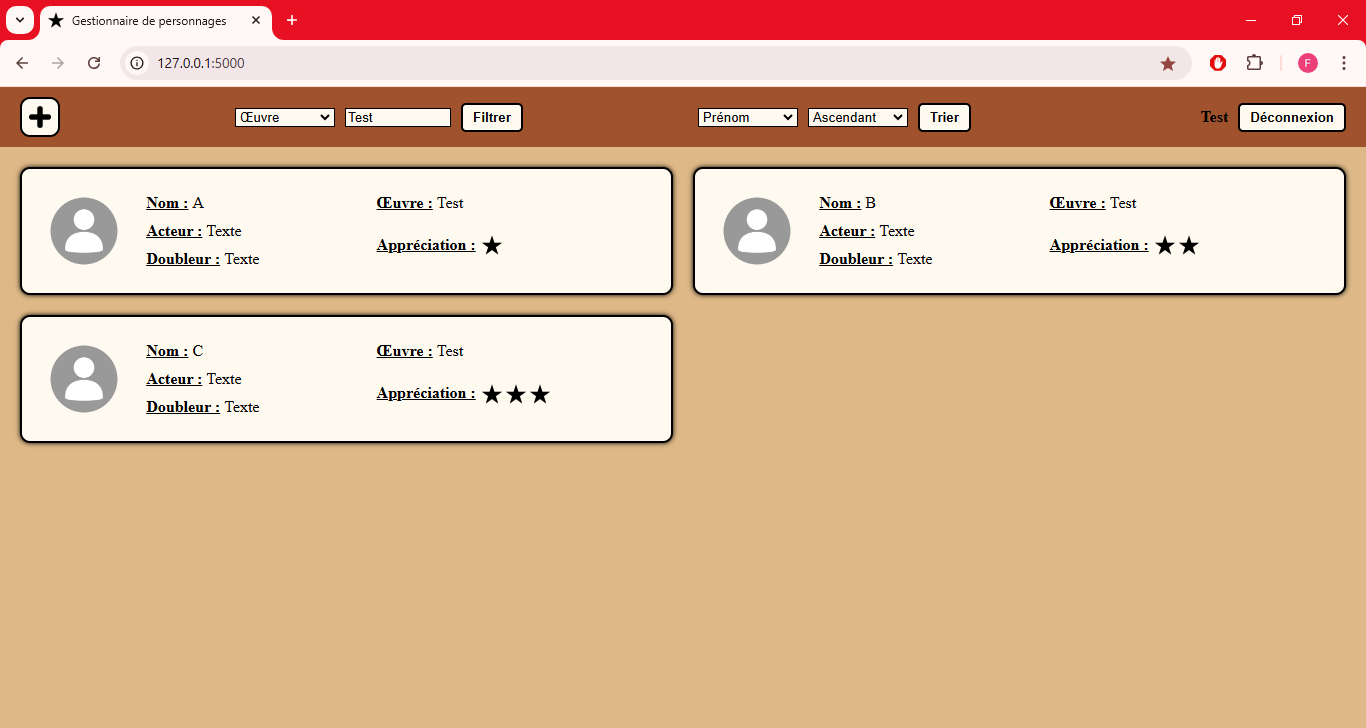 Gestionnaire de personnages
127.0.0.1:5000
F
Œuvre Test Filtrer Prénom Ascendant Trier Test Déconnexion
Nom : A
Acteur : Texte
Doubleur : Texte
Œuvre : Test
Appréciation : ★
Nom : B
Acteur : Texte
Doubleur : Texte
Œuvre : Test
Appréciation : ★★
Nom : C
Acteur : Texte
Doubleur : Texte
Œuvre : Test
Appréciation : ★★★